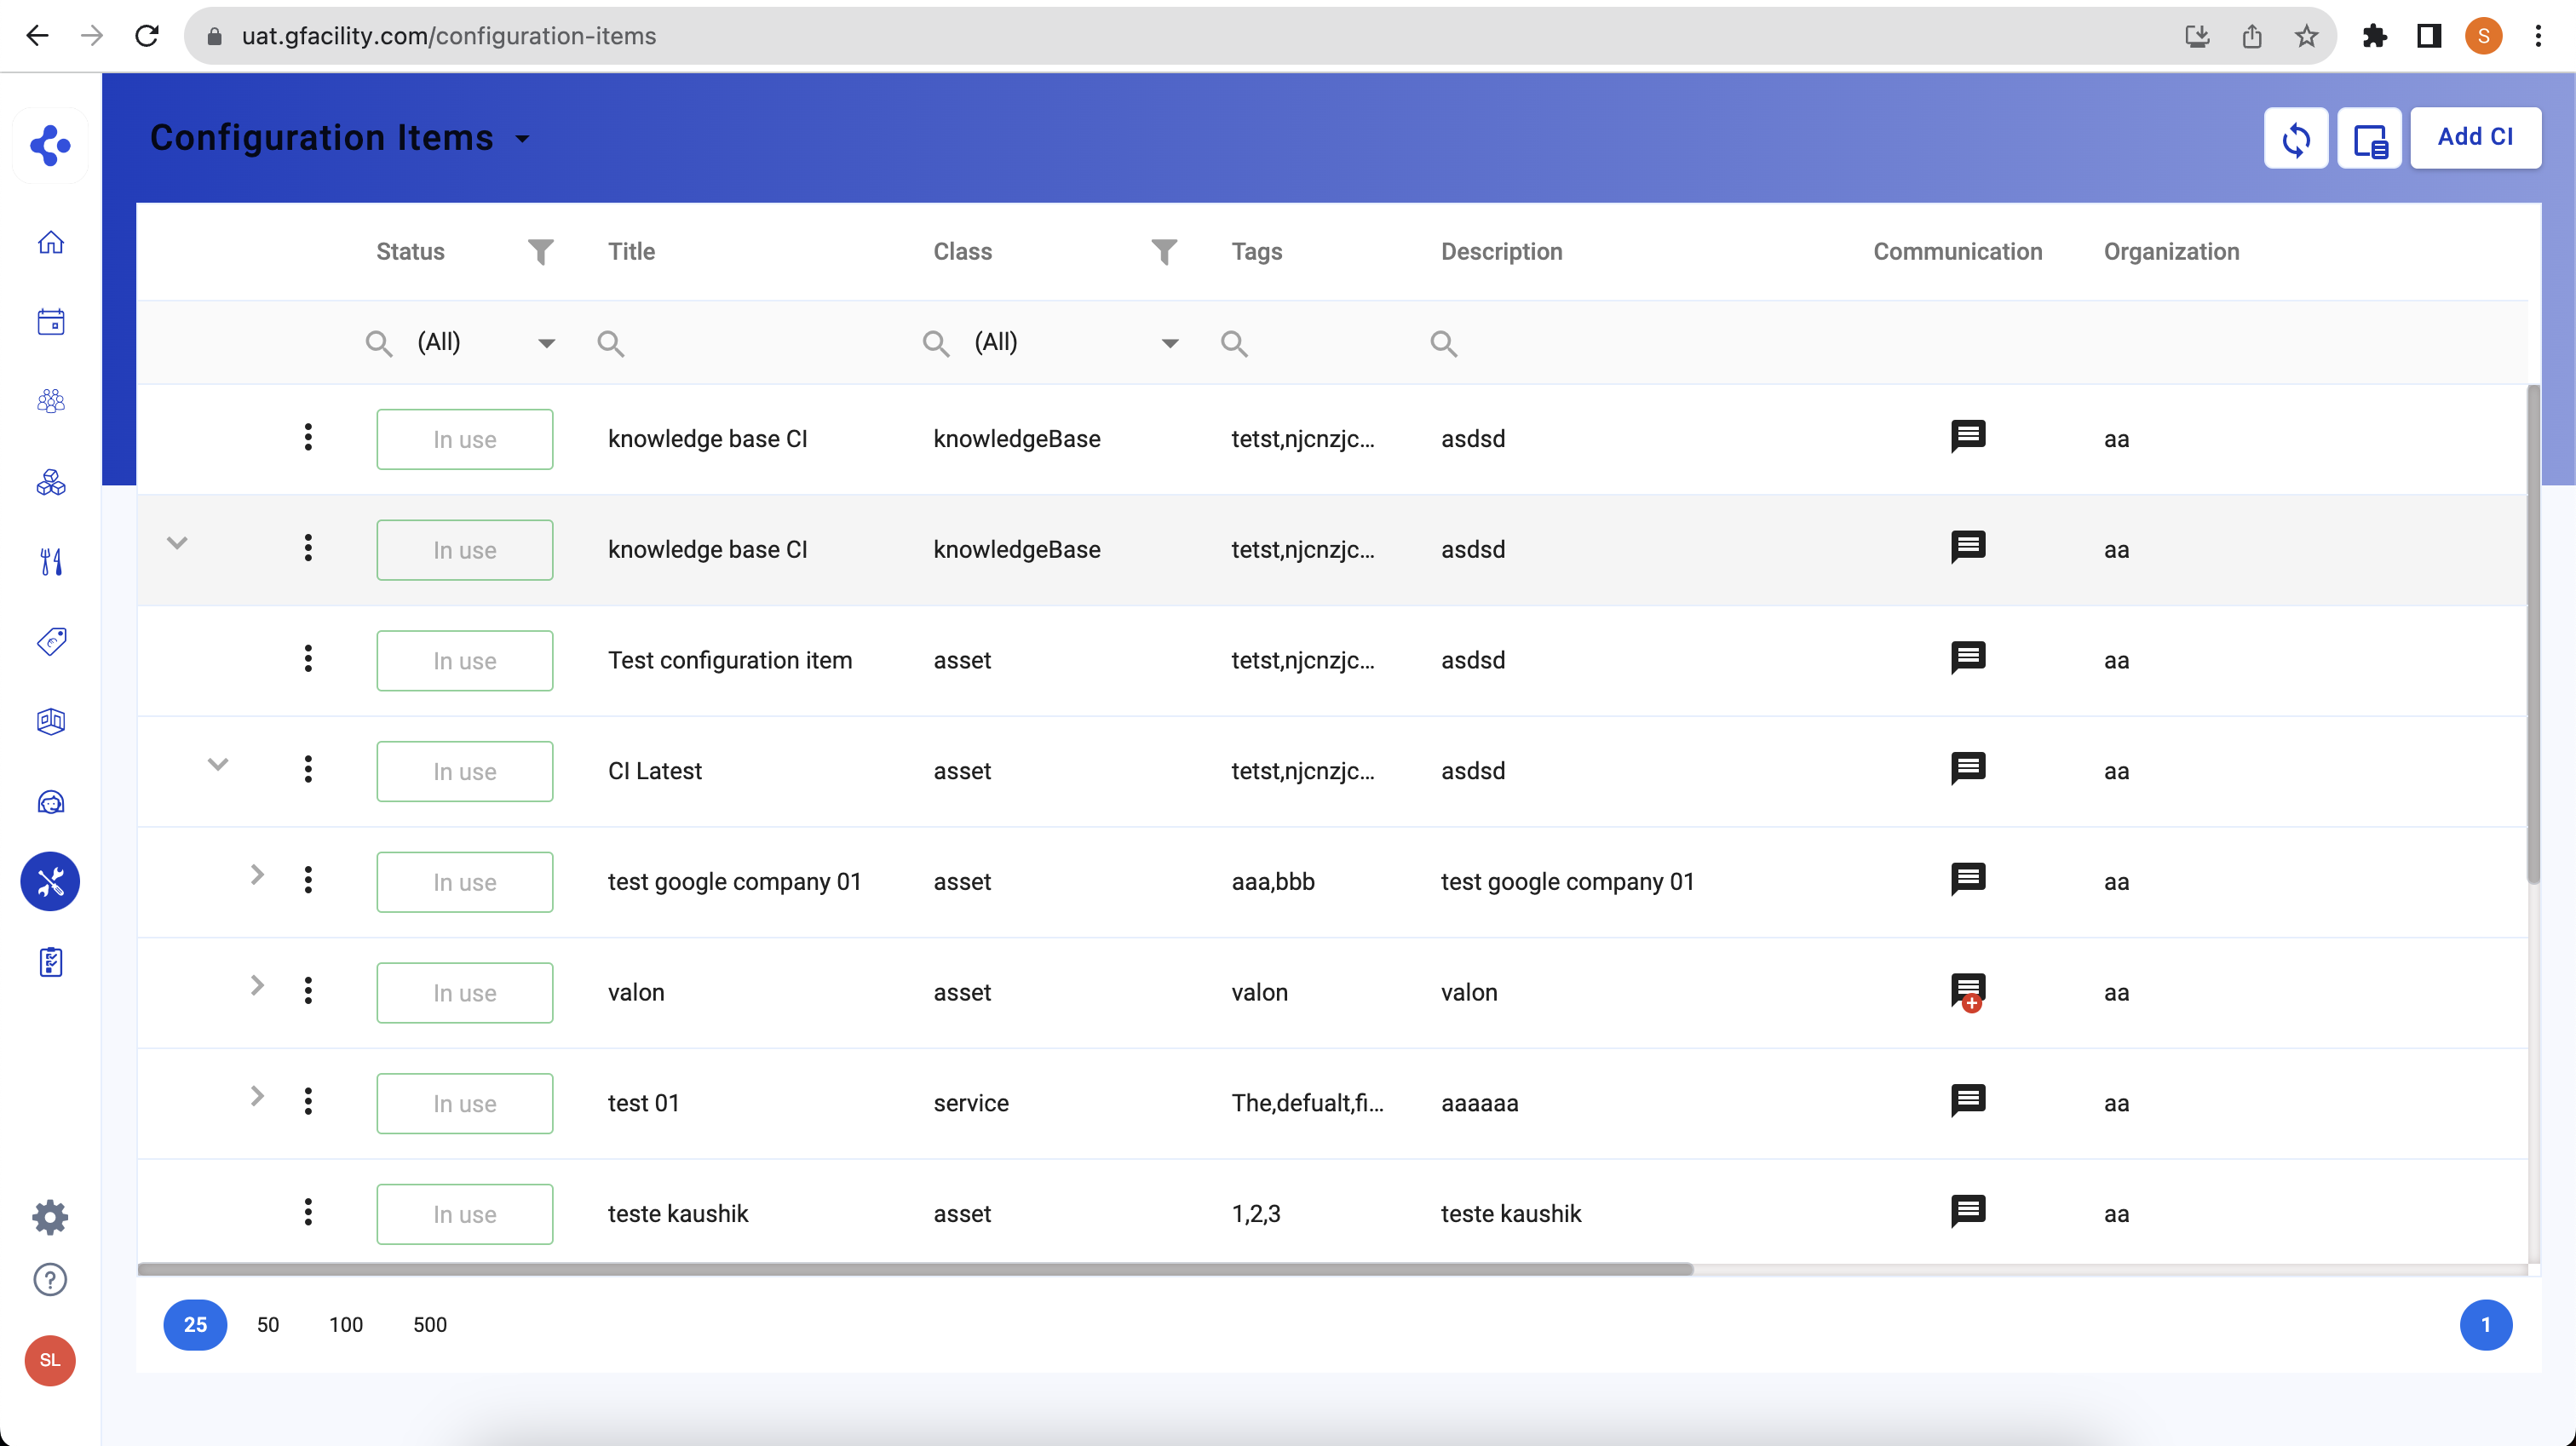 uat.gfacility.com/configuration-items
S
Configuration Items
Add CI
Status Title Class Tags Description Communication Organization
(All) (All)
In use knowledge base CI knowledgeBase tetst,njcnzjc... asdsd aa
In use knowledge base CI knowledgeBase tetst,njcnzjc... asdsd aa
In use Test configuration item asset tetst,njcnzjc... asdsd aa
In use CI Latest asset tetst,njcnzjc... asdsd aa
In use test google company 01 asset aaa,bbb test google company 01 aa
In use valon asset valon valon aa
In use test 01 service The,defualt,fi... aaaaaa aa
In use teste kaushik asset 1,2,3 teste kaushik aa
25 50 100 500 1
SL